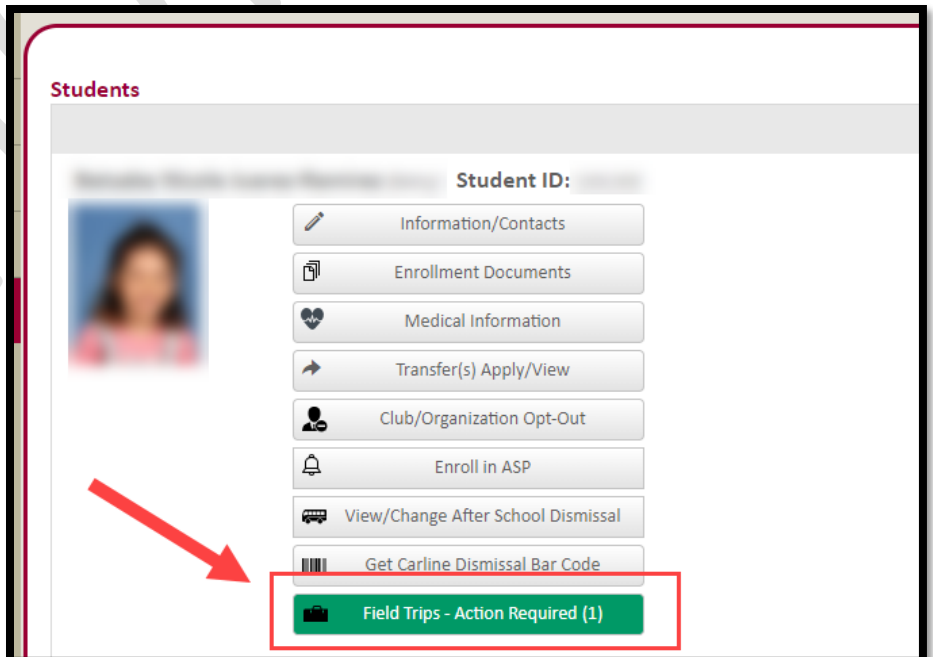 Students
Student ID:
Information/Contacts
Enrollment Documents
Medical Information
Transfer(s) Apply/View
Club/Organization Opt-Out
Enroll in ASP
View/Change After School Dismissal
Get Carline Dismissal Bar Code
Field Trips - Action Required (1)